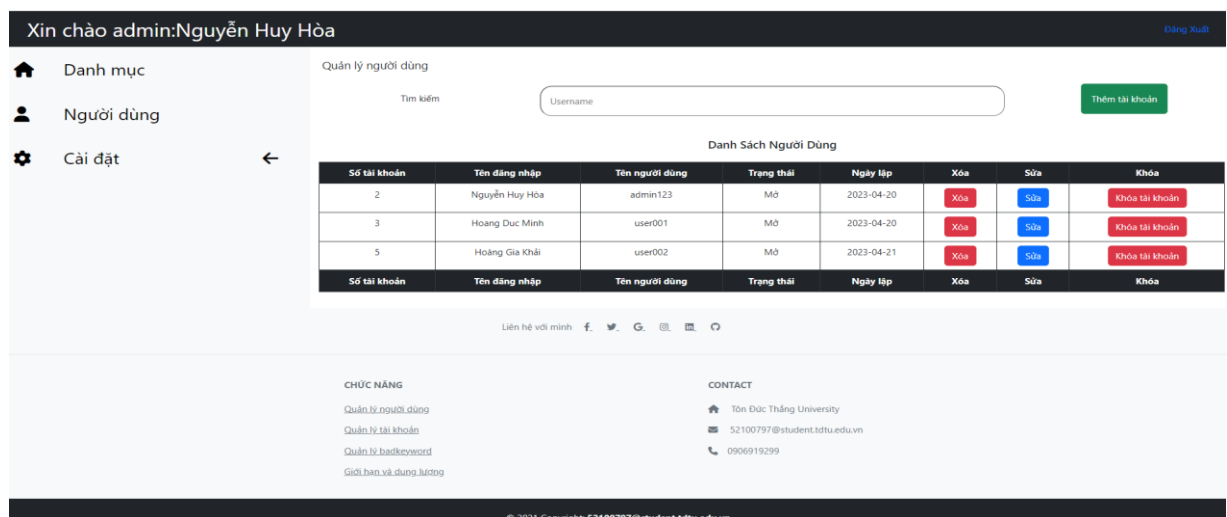 Xin chào admin:Nguyễn Huy Hòa Đăng Xuất
Danh mục
Người dùng
Cài đặt
Quản lý người dùng
Tìm kiếm Username Thêm tài khoản
Danh Sách Người Dùng
Số tài khoản Tên đăng nhập Tên người dùng Trạng thái Ngày lập Xóa Sửa Khóa
2 Nguyễn Huy Hòa admin123 Mở 2023-04-20 Xóa Sửa Khóa tài khoản
3 Hoang Duc Minh user001 Mở 2023-04-20 Xóa Sửa Khóa tài khoản
5 Hoàng Gia Khải user002 Mở 2023-04-21 Xóa Sửa Khóa tài khoản
Số tài khoản Tên đăng nhập Tên người dùng Trạng thái Ngày lập Xóa Sửa Khóa
Liên hệ với mình
CHỨC NĂNG
Quản lý người dùng
Quản lý tài khoản
Quản lý badkeyword
Giới hạn và dung lượng
CONTACT
Tôn Đức Thắng University
52100797@student.tdtu.edu.vn
0906919299
© 2021 Copyright: 52100797@student.tdtu.edu.vn